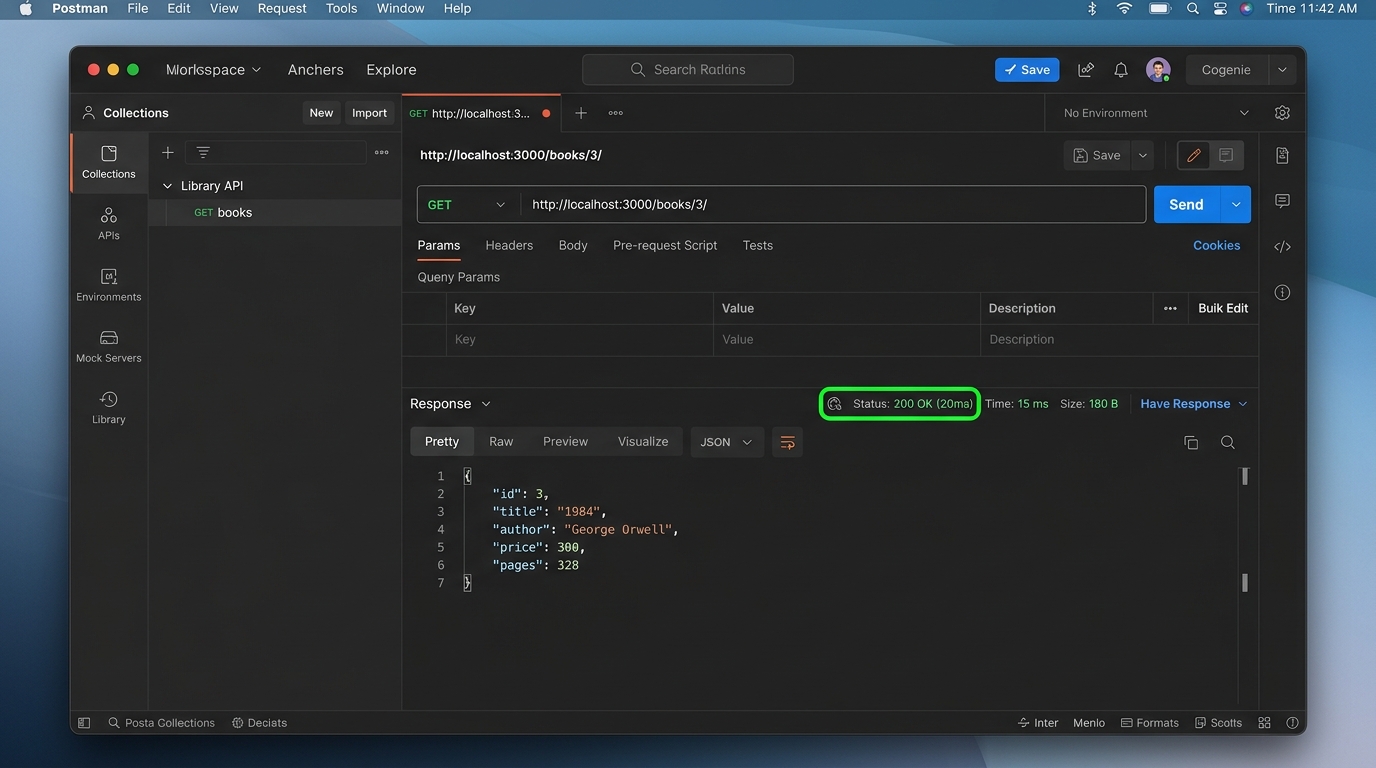 Postman File Edit View Request Tools Window Help Time 11:42 AM
Mlorlcspace Anchers Explore Search Ratlins Save Cogenie
Collections New Import GET http://localhost:3... No Environment
Collections
Library API
GET books
APIs
Environments
Mock Servers
Library
http://localhost:3000/books/3/ Save
GET http://localhost:3000/books/3/ Send
Params Headers Body Pre-request Script Tests Cookies
Queny Params
Key Value Description Buik Edit
Key Value Description
Response Status: 200 OK (20ma) Time: 15 ms Size: 180 B Have Response
Pretty Raw Preview Visualize JSON
1 {
2 "id": 3,
3 "title": "1984",
4 "author": "George Orwell",
5 "price": 300,
6 "pages": 328
7 }
Posta Collections Deciats Inter Menlo Formats Scotts